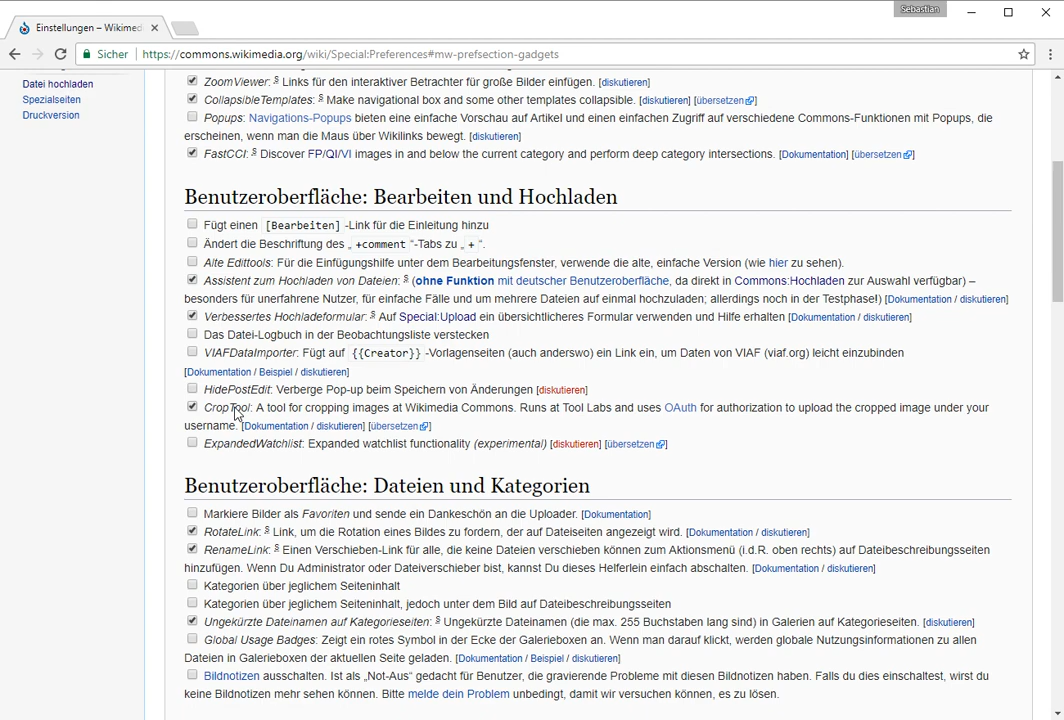 Sebastian
Einstellungen – Wikimed
Sicher https://commons.wikimedia.org/wiki/Special:Preferences#mw-prefsection-gadgets
Datei hochladen
Spezialseiten
Druckversion
ZoomViewer: S Links für den interaktiver Betrachter für große Bilder einfügen. [diskutieren]
CollapsibleTemplates: S Make navigational box and some other templates collapsible. [diskutieren] [übersetzen]
Popups: Navigations-Popups bieten eine einfache Vorschau auf Artikel und einen einfachen Zugriff auf verschiedene Commons-Funktionen mit Popups, die
erscheinen, wenn man die Maus über Wikilinks bewegt. [diskutieren]
FastCCI: S Discover FP/QI/VI images in and below the current category and perform deep category intersections. [Dokumentation] [übersetzen]
Benutzeroberfläche: Bearbeiten und Hochladen
Fügt einen [Bearbeiten] -Link für die Einleitung hinzu
Ändert die Beschriftung des „ +comment “-Tabs zu „ + “.
Alte Edittools: Für die Einfügungshilfe unter dem Bearbeitungsfenster, verwende die alte, einfache Version (wie hier zu sehen).
Assistent zum Hochladen von Dateien: S (ohne Funktion mit deutscher Benutzeroberfläche, da direkt in Commons:Hochladen zur Auswahl verfügbar) –
besonders für unerfahrene Nutzer, für einfache Fälle und um mehrere Dateien auf einmal hochzuladen; allerdings noch in der Testphase!) [Dokumentation / diskutieren]
Verbessertes Hochladeformular: S Auf Special:Upload ein übersichtlicheres Formular verwenden und Hilfe erhalten [Dokumentation / diskutieren]
Das Datei-Logbuch in der Beobachtungsliste verstecken
VIAFDataImporter: Fügt auf {{Creator}} -Vorlagenseiten (auch anderswo) ein Link ein, um Daten von VIAF (viaf.org) leicht einzubinden
[Dokumentation / Beispiel / diskutieren]
HidePostEdit: Verberge Pop-up beim Speichern von Änderungen [diskutieren]
CropTool: A tool for cropping images at Wikimedia Commons. Runs at Tool Labs and uses OAuth for authorization to upload the cropped image under your
username. [Dokumentation / diskutieren] [übersetzen]
ExpandedWatchlist: Expanded watchlist functionality (experimental) [diskutieren] [übersetzen]
Benutzeroberfläche: Dateien und Kategorien
Markiere Bilder als Favoriten und sende ein Dankeschön an die Uploader. [Dokumentation]
RotateLink: S Link, um die Rotation eines Bildes zu fordern, der auf Dateiseiten angezeigt wird. [Dokumentation / diskutieren]
RenameLink: S Einen Verschieben-Link für alle, die keine Dateien verschieben können zum Aktionsmenü (i.d.R. oben rechts) auf Dateibeschreibungsseiten
hinzufügen. Wenn Du Administrator oder Dateiverschieber bist, kannst Du dieses Helferlein einfach abschalten. [Dokumentation / diskutieren]
Kategorien über jeglichem Seiteninhalt
Kategorien über jeglichem Seiteninhalt, jedoch unter dem Bild auf Dateibeschreibungsseiten
Ungekürzte Dateinamen auf Kategorieseiten: S Ungekürzte Dateinamen (die max. 255 Buchstaben lang sind) in Galerien auf Kategorieseiten. [diskutieren]
Global Usage Badges: Zeigt ein rotes Symbol in der Ecke der Galerieboxen an. Wenn man darauf klickt, werden globale Nutzungsinformationen zu allen
Dateien in Galerieboxen der aktuellen Seite geladen. [Dokumentation / Beispiel / diskutieren]
Bildnotizen ausschalten. Ist als „Not-Aus“ gedacht für Benutzer, die gravierende Probleme mit diesen Bildnotizen haben. Falls du dies einschaltest, wirst du
keine Bildnotizen mehr sehen können. Bitte melde dein Problem unbedingt, damit wir versuchen können, es zu lösen.